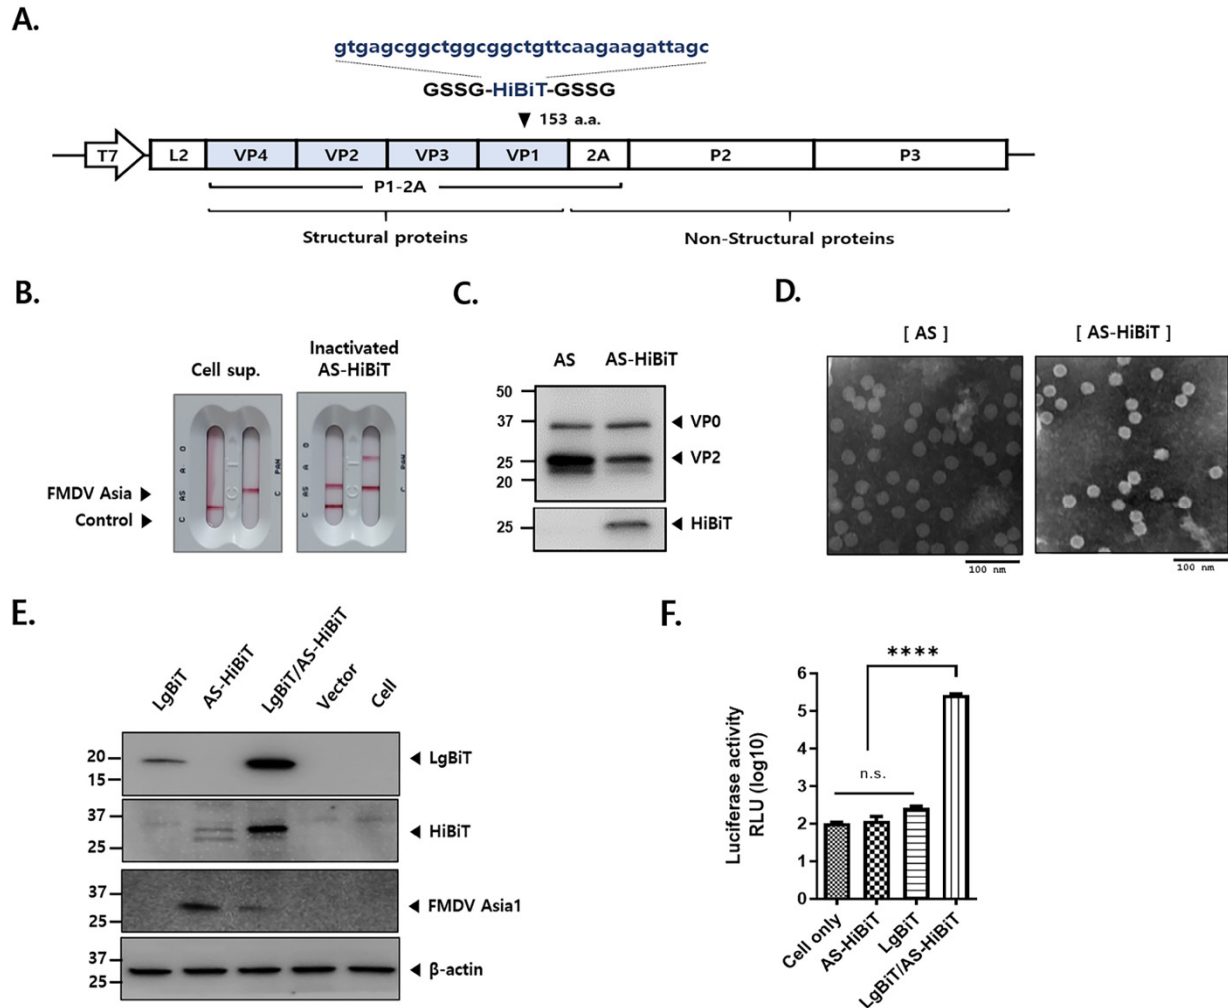 A.
gtgagcggctggcggctgttcaagaagattagc
GSSG-HiBiT-GSSG
153 a.a.
T7 L2 VP4 VP2 VP3 VP1 2A P2 P3
P1-2A
Structural proteins
Non-Structural proteins
B.
Cell sup.
Inactivated
AS-HiBiT
C AS A O
C T
C PAN
C AS A O
C T
C PAN
FMDV Asia
Control
C.
AS AS-HiBiT
50
37
25
20
25
VP0
VP2
HiBiT
D.
[ AS ]
[ AS-HiBiT ]
100 nm
100 nm
E.
LgBiT
AS-HiBiT
LgBiT/AS-HiBiT
Vector
Cell
20
15
LgBiT
37
25
HiBiT
37
25
FMDV Asia1
37
25
β-actin
F.
Luciferase activity
RLU (log10)
6
5
4
3
2
1
0
n.s.
****
Cell only
AS-HiBiT
LgBiT
LgBiT/AS-HiBiT